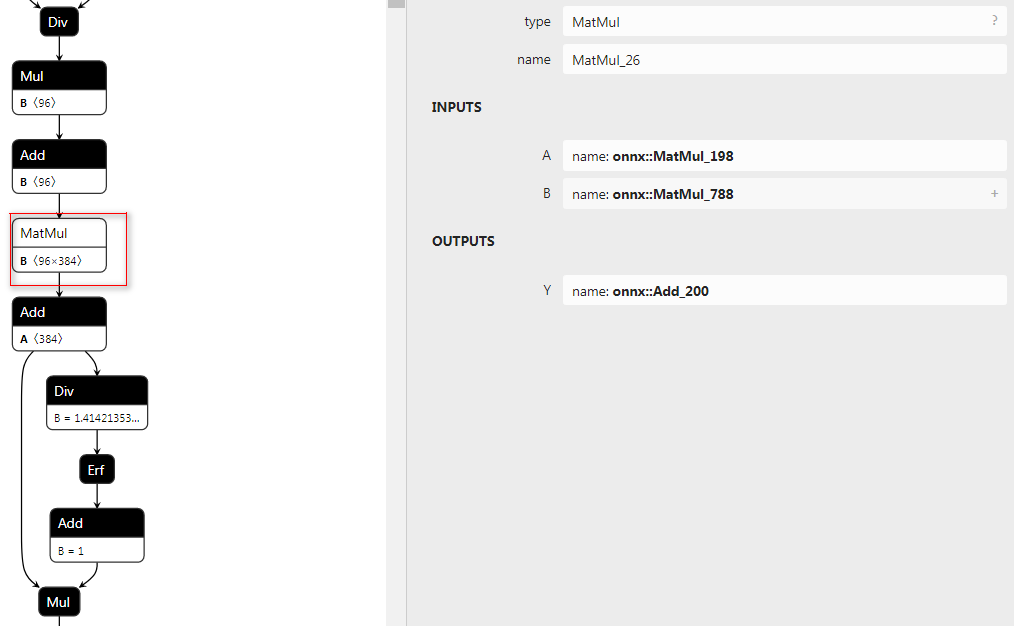 Div
Mul
B ⟨96⟩
Add
B ⟨96⟩
MatMul
B ⟨96×384⟩
Add
A ⟨384⟩
Div
B = 1.41421353...
Erf
Add
B = 1
Mul
type MatMul ?
name MatMul_26
INPUTS
A name: onnx::MatMul_198
B name: onnx::MatMul_788 +
OUTPUTS
Y name: onnx::Add_200